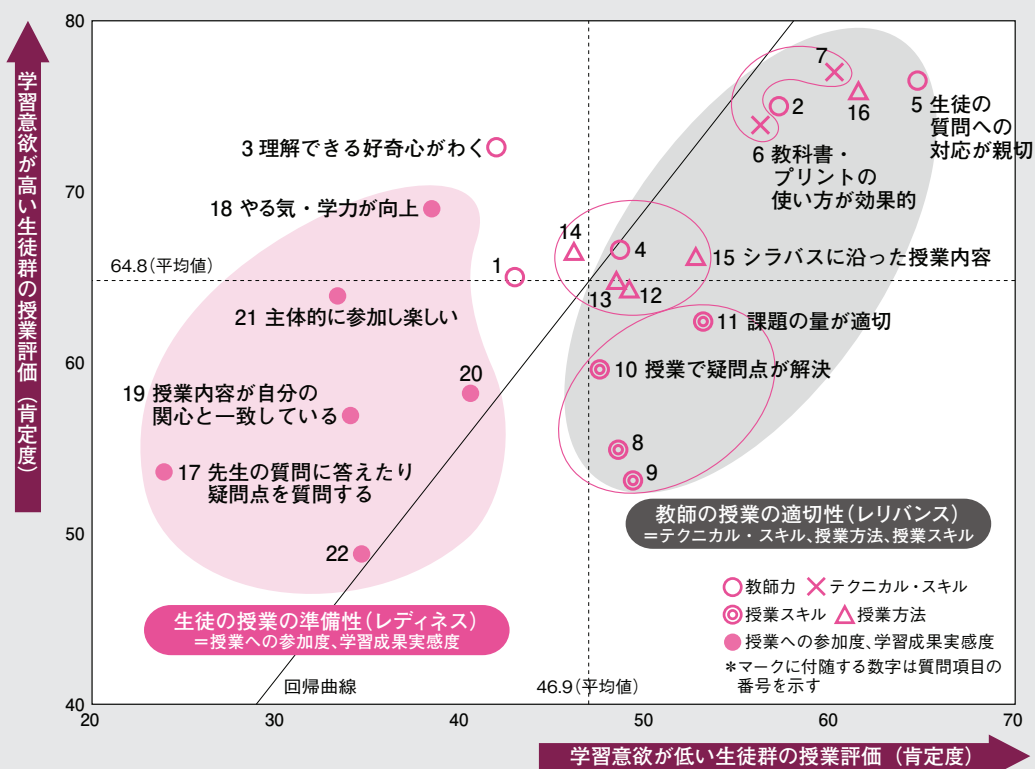 学習意欲が高い生徒群の授業評価(肯定度)
80
70
60
50
40
64.8(平均値)
7
2
16
5 生徒の
質問への
対応が親切
6 教科書・
プリントの
使い方が効果的
3 理解できる好奇心がわく
18 やる気・学力が向上
14
4
15 シラバスに沿った授業内容
1
13
12
21 主体的に参加し楽しい
11 課題の量が適切
10 授業で疑問点が解決
20
19 授業内容が自分の
関心と一致している
8
9
17 先生の質問に答えたり
疑問点を質問する
22
教師の授業の適切性(レリバンス)
=テクニカル・スキル、授業方法、授業スキル
生徒の授業の準備性(レディネス)
=授業への参加度、学習成果実感度
教師力 テクニカル・スキル
授業スキル 授業方法
授業への参加度、学習成果実感度
*マークに付随する数字は質問項目の
番号を示す
回帰曲線
46.9(平均値)
20 30 40 50 60 70
学習意欲が低い生徒群の授業評価(肯定度)